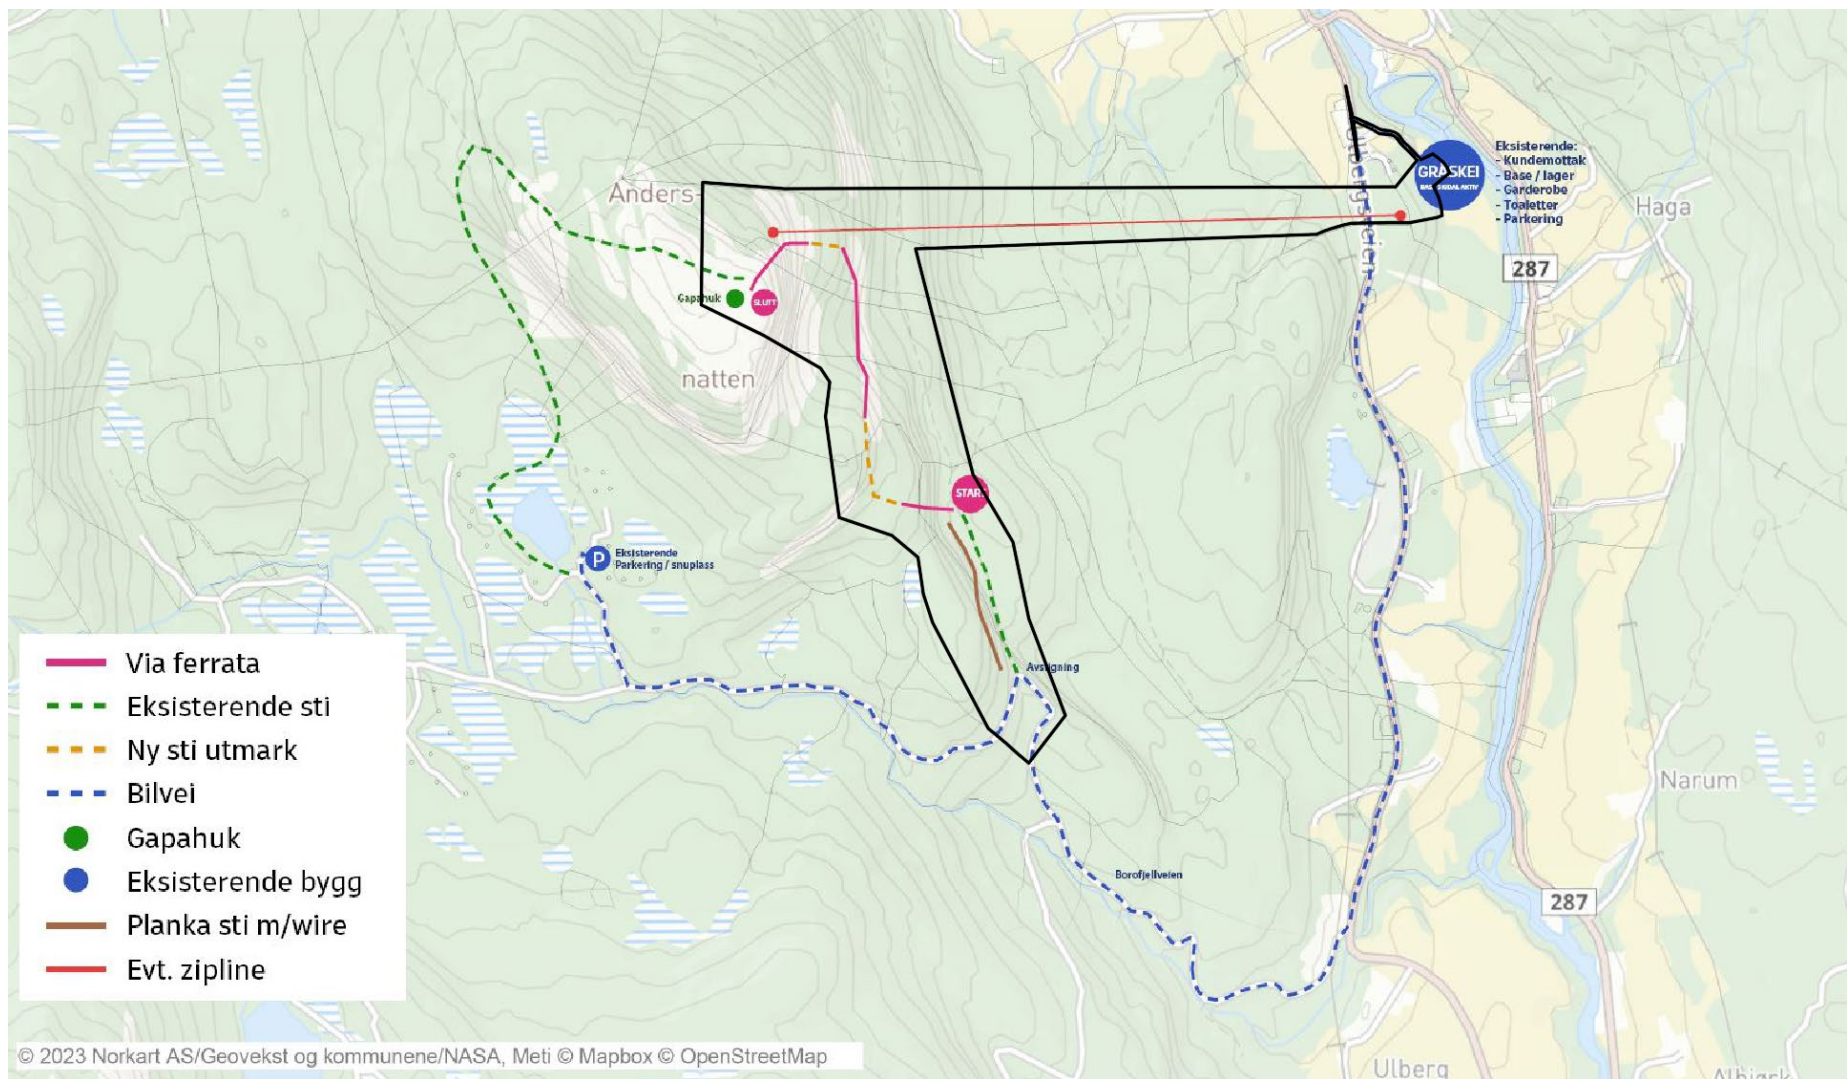 Anders-
natten
Gapahuk
SLUTT
START
Eksisterende
Parkering / snuplass
Avstigning
Borofjellveien
GRASKEI
Eksisterende:
- Kundemottak
- Base / lager
- Garderobe
- Toaletter
- Parkering
Haga
287
Narum
287
Ulberg
Via ferrata
Eksisterende sti
Ny sti utmark
Bilvei
Gapahuk
Eksisterende bygg
Planka sti m/wire
Evt. zipline
P
© 2023 Norkart AS/Geovekst og kommunene/NASA, Meti © Mapbox © OpenStreetMap